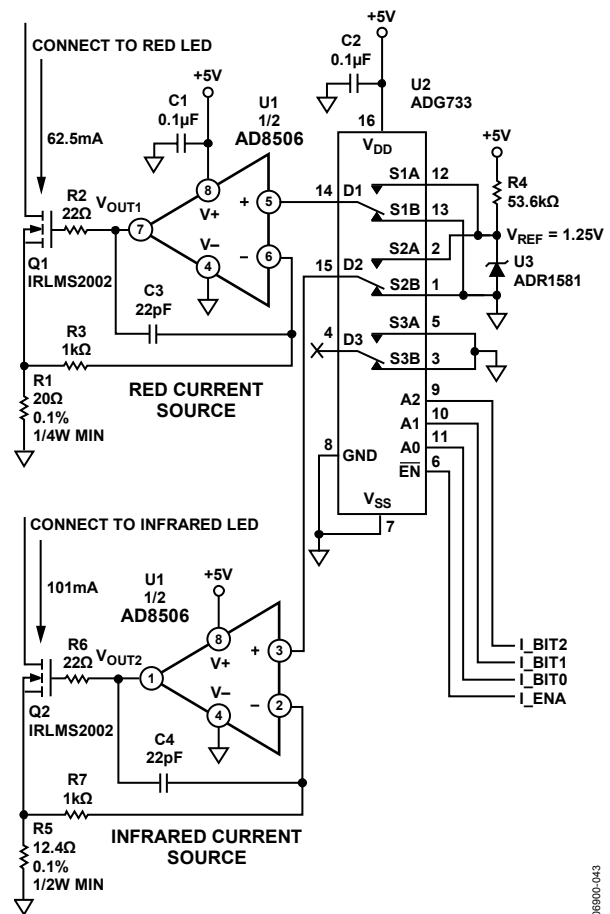 CONNECT TO RED LED
62.5mA
+5V
C1
0.1µF
U1
1/2
AD8506
R2
22Ω
VOUT1
7
8
V+
V–
4
+
5
–
6
Q1
IRLMS2002
C3
22pF
R3
1kΩ
R1
20Ω
0.1%
1/4W MIN
RED CURRENT
SOURCE
+5V
C2
0.1µF
U2
ADG733
16
VDD
14
D1
S1A
12
S1B
13
S2A
2
15
D2
S2B
1
S3A
5
4
D3
S3B
3
A2
9
A1
10
A0
11
EN
6
8
GND
VSS
7
+5V
R4
53.6kΩ
VREF = 1.25V
U3
ADR1581
I_BIT2
I_BIT1
I_BIT0
I_ENA
CONNECT TO INFRARED LED
101mA
U1
1/2
AD8506
+5V
R6
22Ω
VOUT2
1
8
V+
V–
4
+
3
–
2
Q2
IRLMS2002
C4
22pF
R7
1kΩ
R5
12.4Ω
0.1%
1/2W MIN
INFRARED CURRENT
SOURCE
06900-043